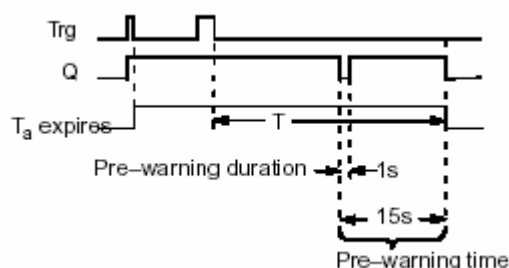 Trg
Q
Ta expires
T
Pre–warning duration
1s
15s
Pre–warning time